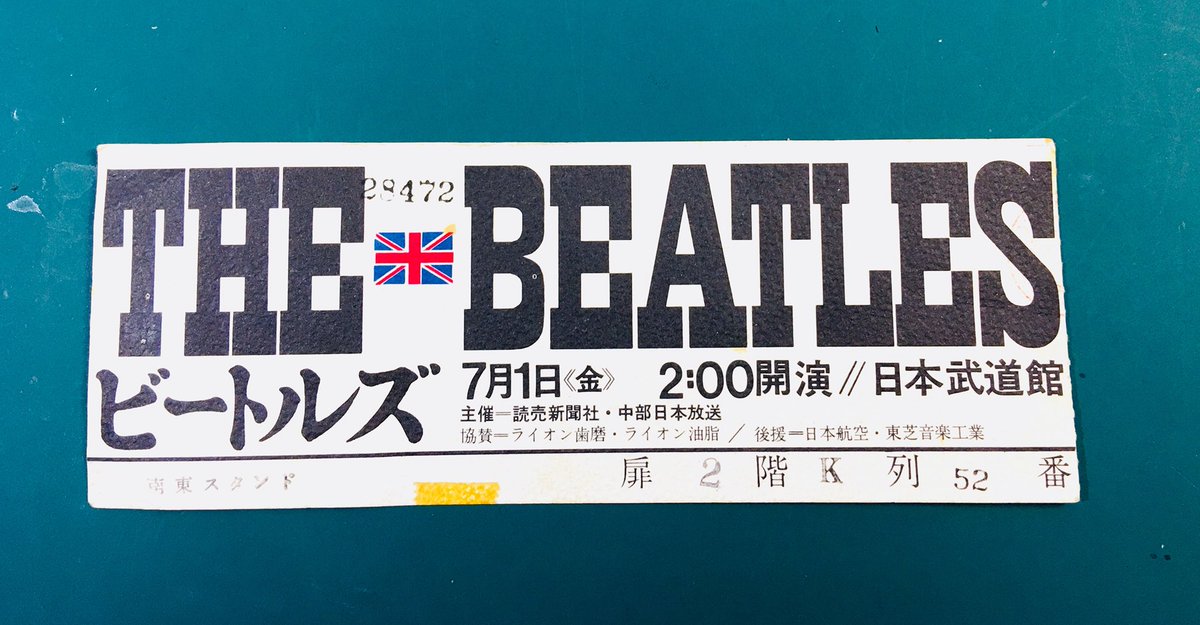 THE BEATLES
28472
ビートルズ
7月1日《金》 2:00開演//日本武道館
主催=読売新聞社・中部日本放送
協賛=ライオン歯磨・ライオン油脂 / 後援=日本航空・東芝音楽工業
南東スタンド 扉 2 階 K 列 52 番